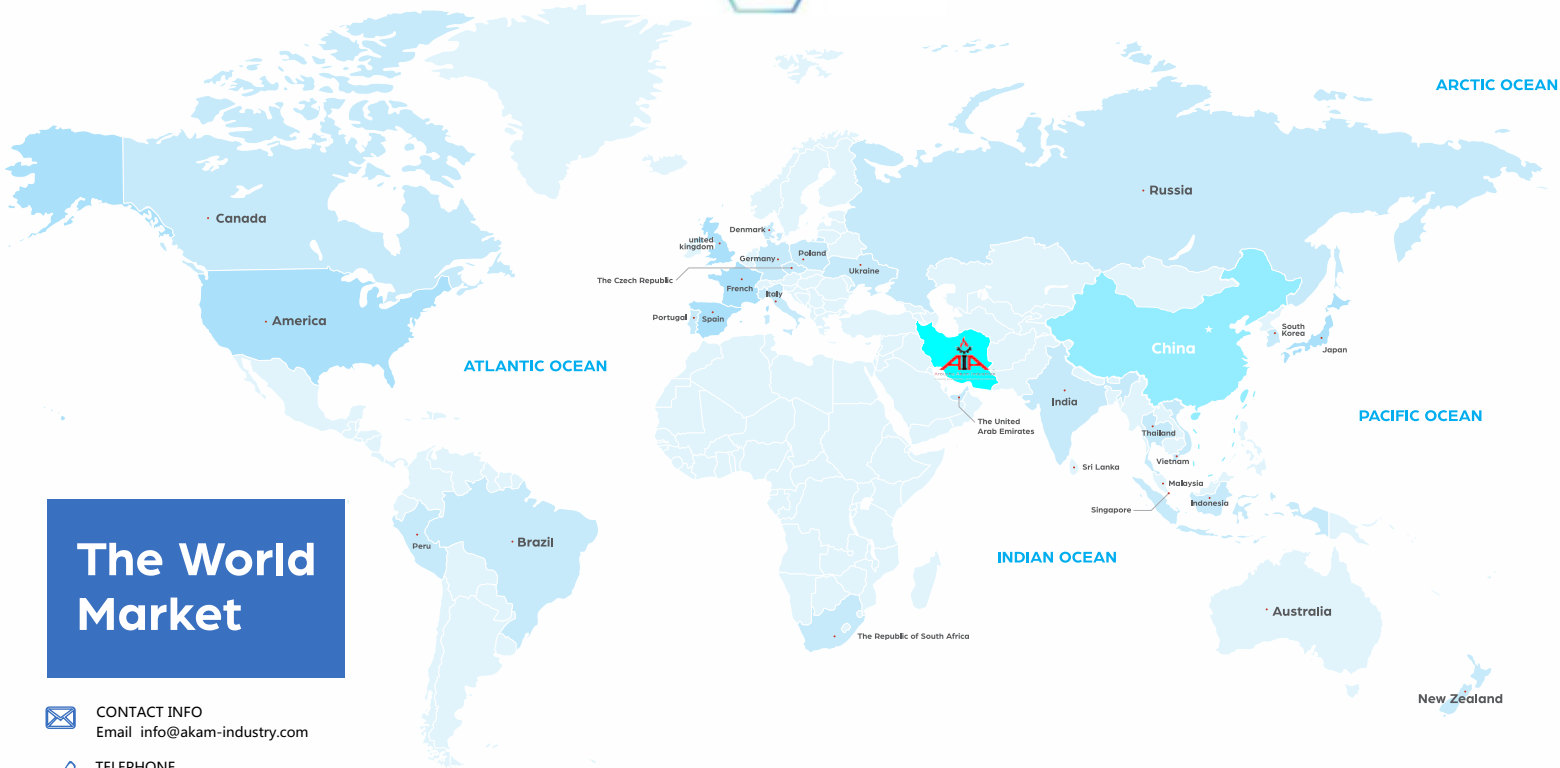 ARCTIC OCEAN
Russia
Canada
Denmark
united
kingdom
Poland
Germany
Ukraine
The Czech Republic
French
Italy
Portugal
Spain
America
South
Korea
China
Japan
ATLANTIC OCEAN
AIA
India
PACIFIC OCEAN
The United
Arab Emirates
Thailand
Vietnam
Sri Lanka
Malaysia
Indonesia
Singapore
Brazil
Peru
INDIAN OCEAN
The World
Market
Australia
The Republic of South Africa
New Zealand
CONTACT INFO
Email info@akam-industry.com
TELEPHONE